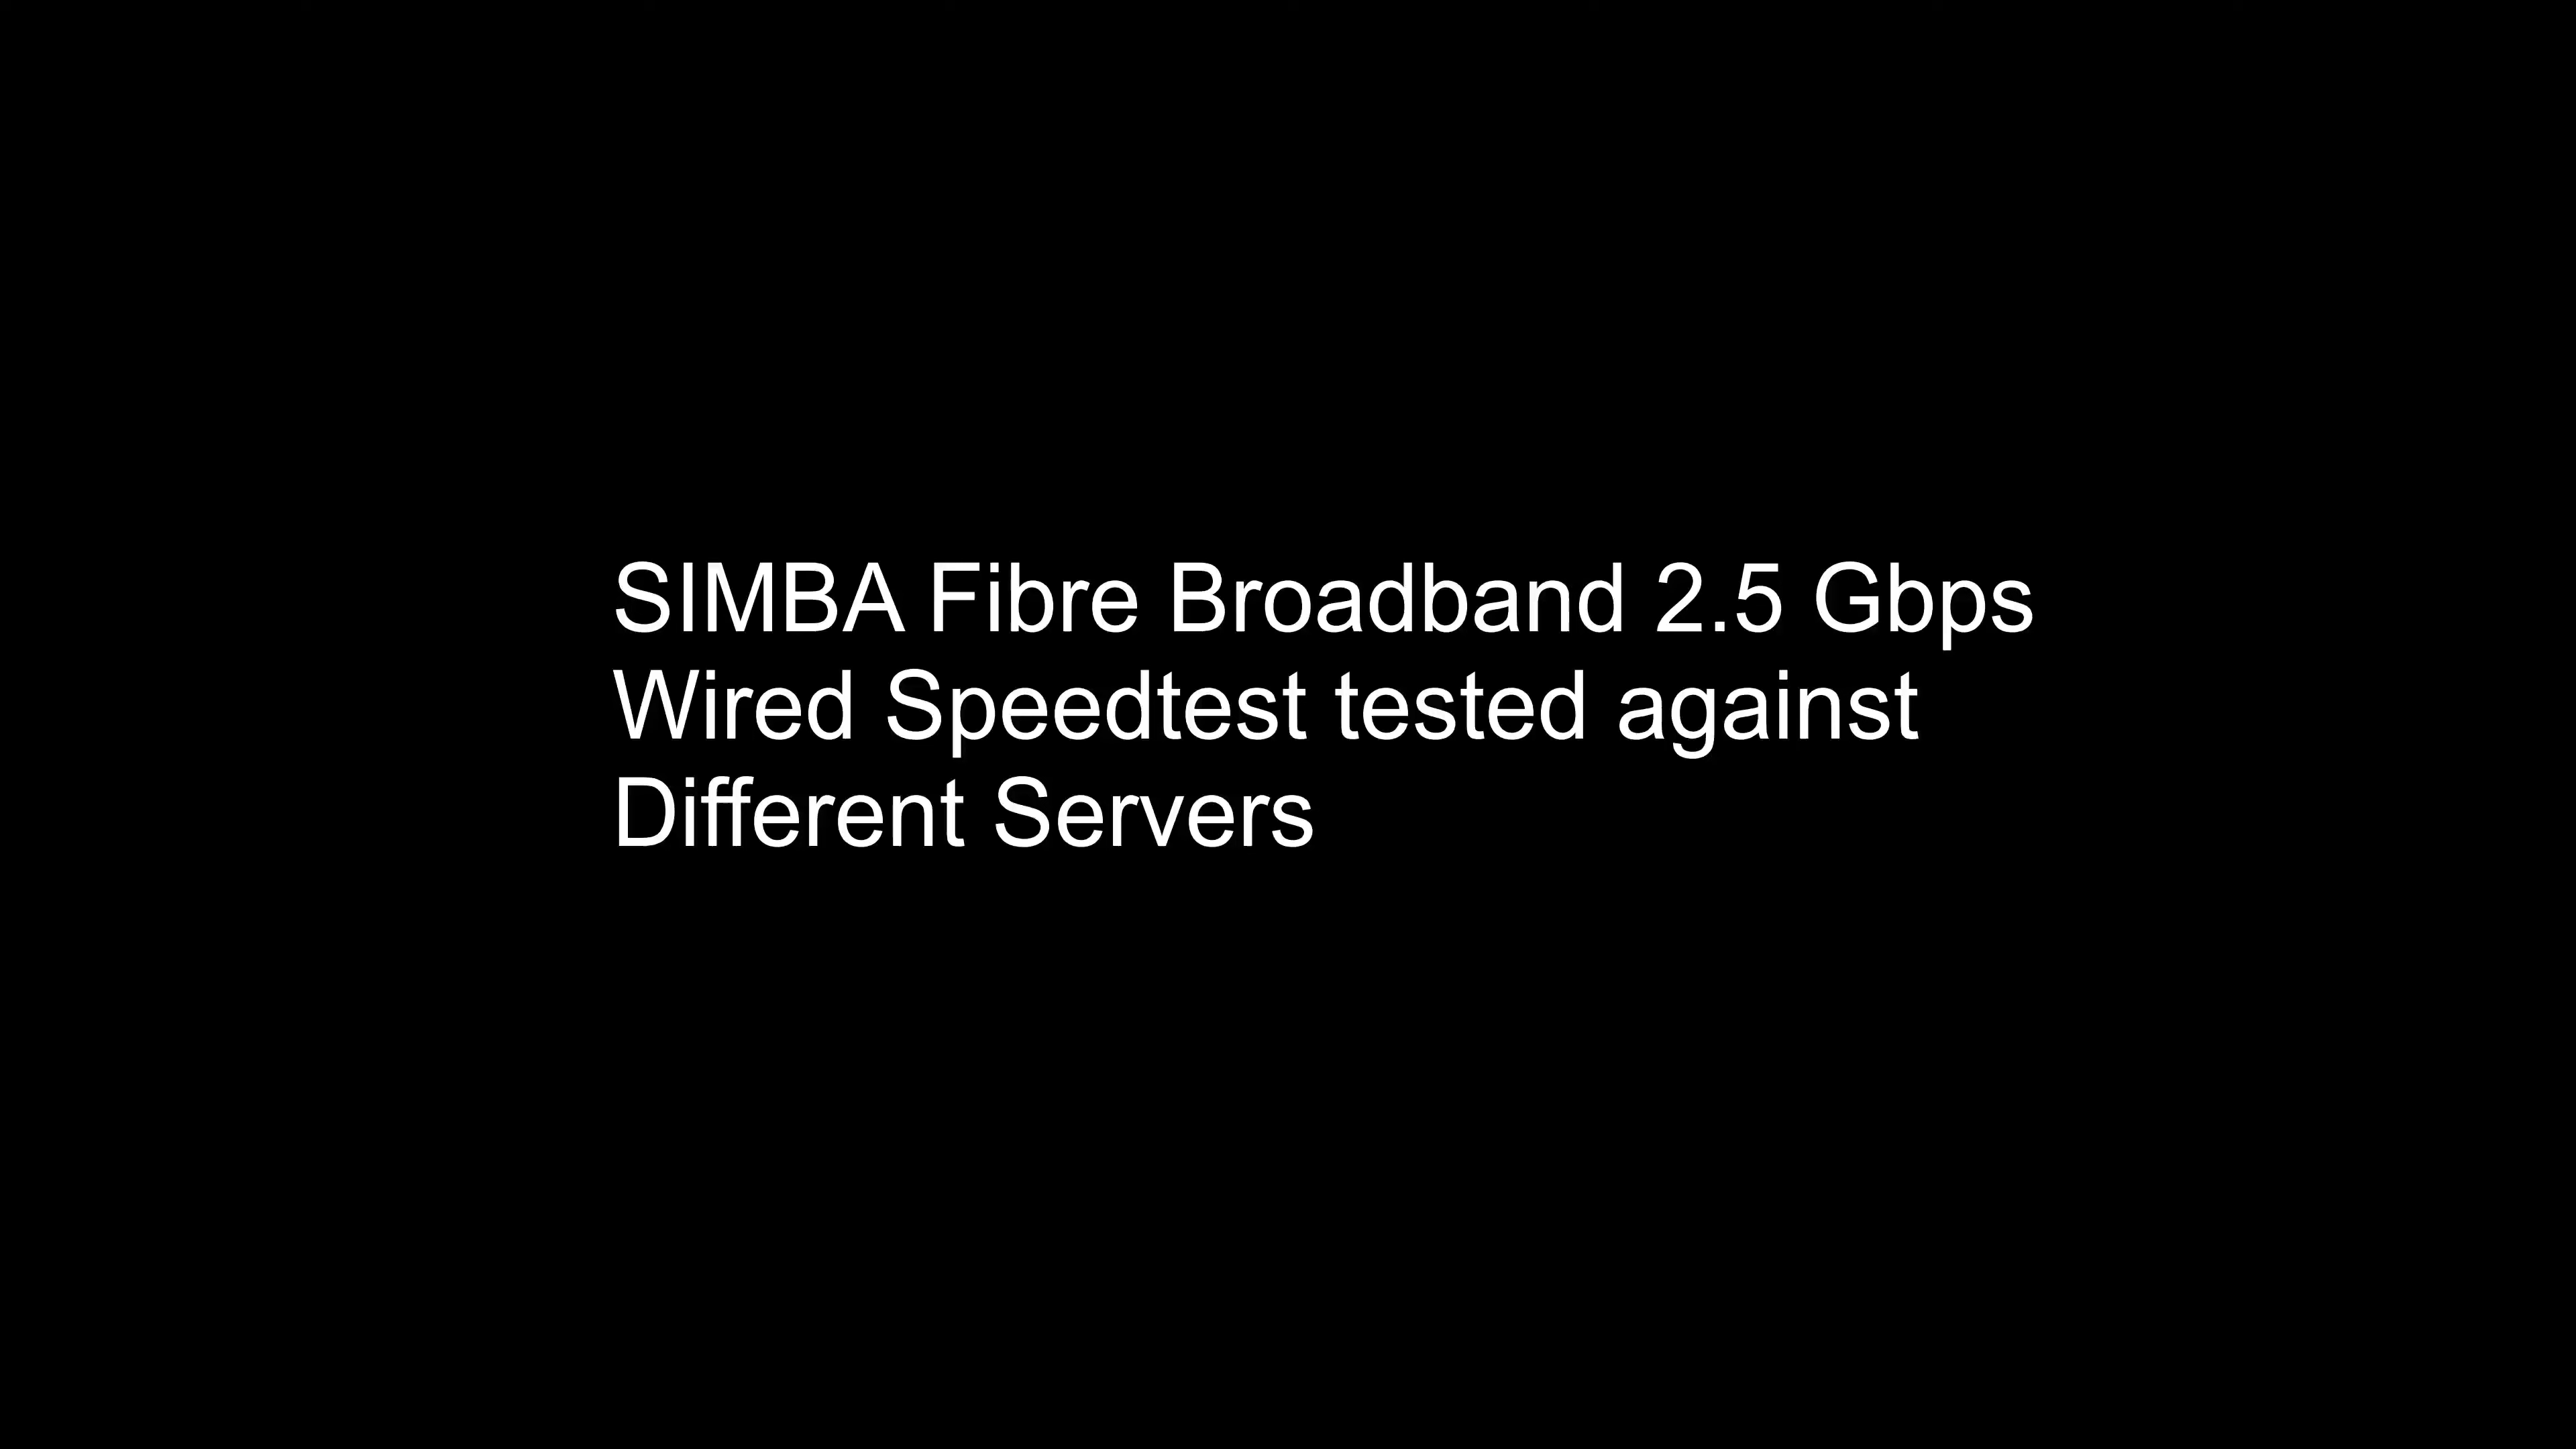 SIMBA Fibre Broadband 2.5 Gbps
Wired Speedtest tested against
Different Servers